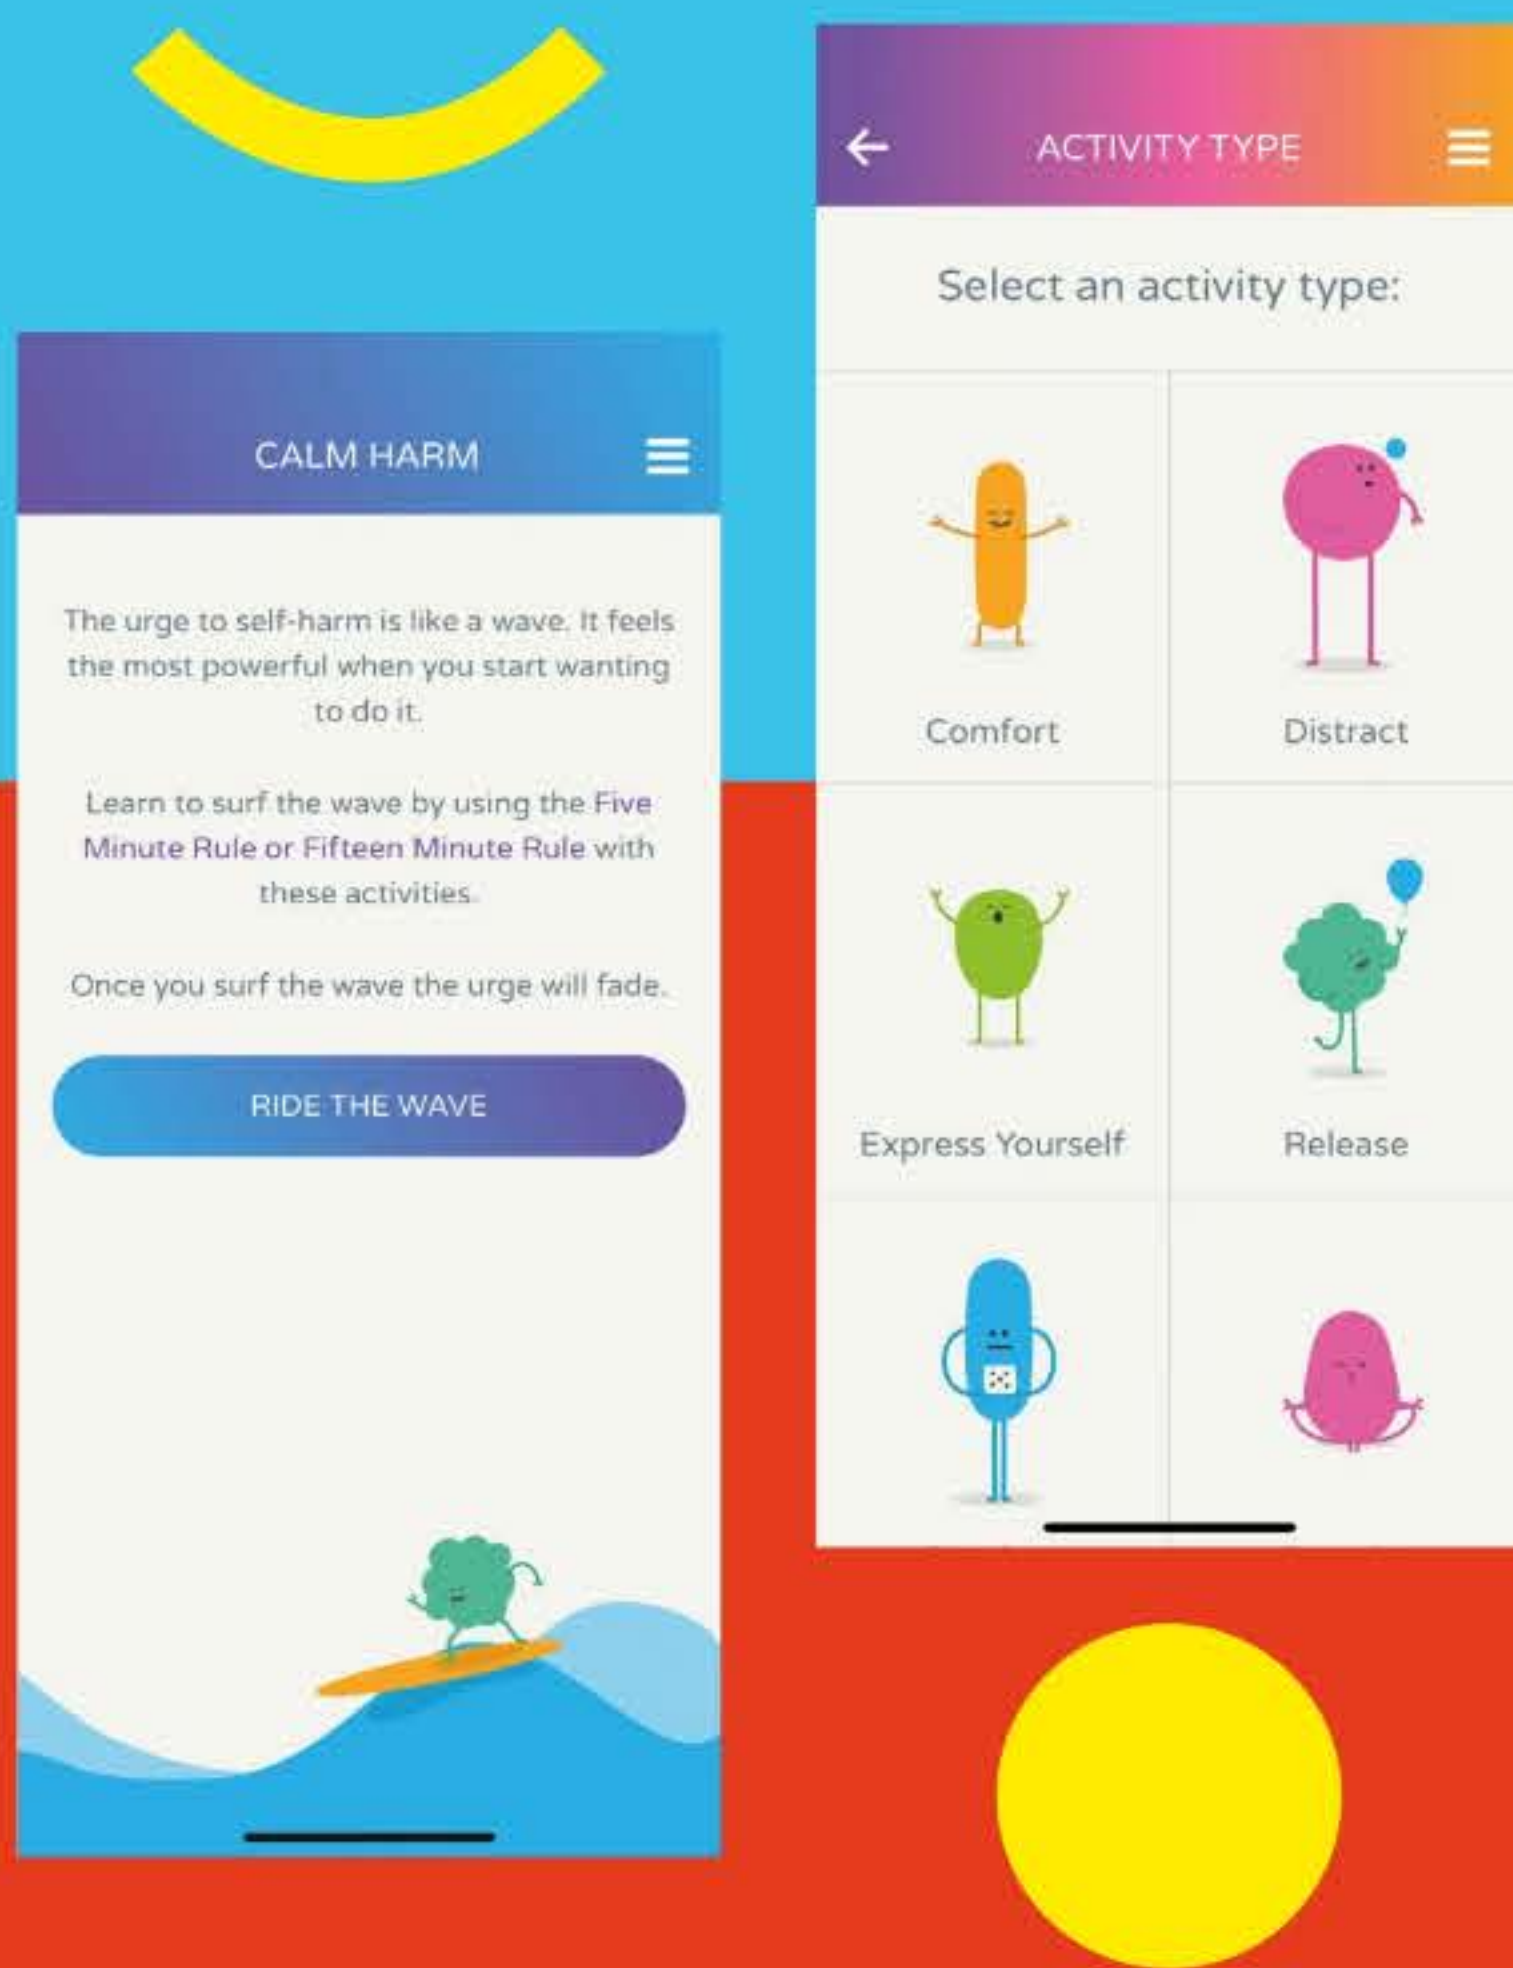 CALM HARM
The urge to self-harm is like a wave. It feels
the most powerful when you start wanting
to do it.
Learn to surf the wave by using the Five
Minute Rule or Fifteen Minute Rule with
these activities.
Once you surf the wave the urge will fade.
RIDE THE WAVE
ACTIVITY TYPE
Select an activity type:
Comfort
Distract
Express Yourself
Release